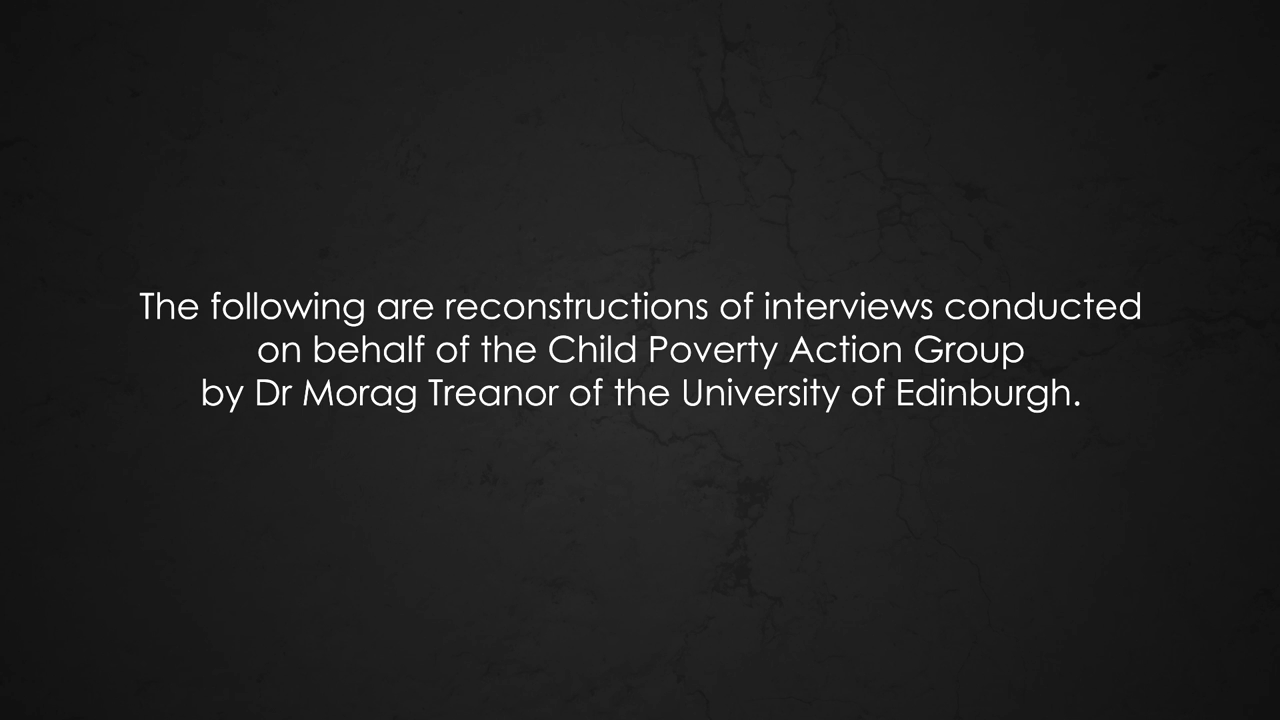 The following are reconstructions of interviews conducted
on behalf of the Child Poverty Action Group
by Dr Morag Treanor of the University of Edinburgh.